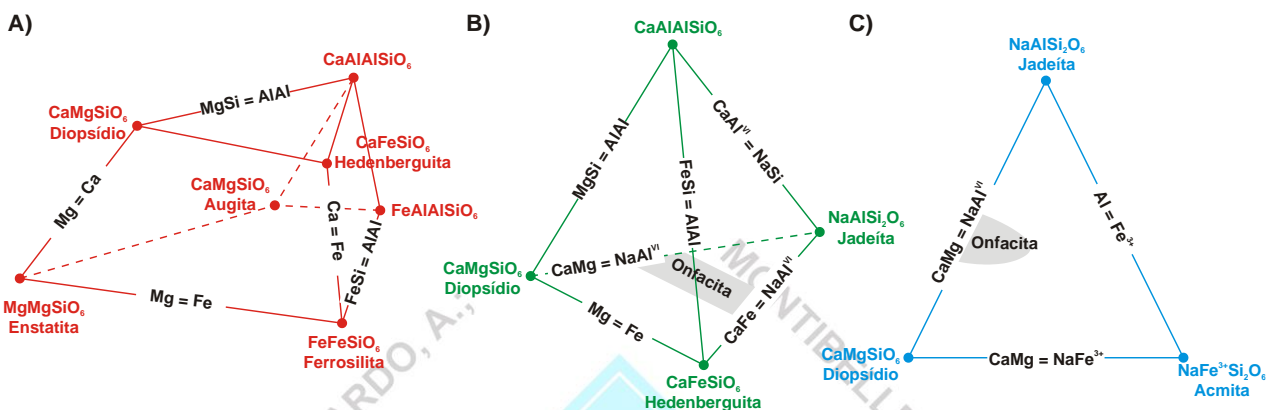 A)
CaAlAlSiO₆
MgSi = AlAl
CaMgSiO₆
Diopsídio
CaFeSiO₆
Hedenberguita
Mg = Ca
CaMgSiO₆
Augita
Ca = Fe
FeAlAlSiO₆
FeSi = AlAl
MgMgSiO₆
Enstatita
Mg = Fe
FeFeSiO₆
Ferrosilita
B)
CaAlAlSiO₆
MgSi = AlAl
FeSi = AlAl
CaAlⱽᴵ = NaSi
NaAlSi₂O₆
Jadeíta
CaMgSiO₆
Diopsídio
CaMg = NaAlⱽᴵ
Onfacita
Mg = Fe
CaFe = NaAlⱽᴵ
CaFeSiO₆
Hedenberguita
C)
NaAlSi₂O₆
Jadeíta
CaMg = NaAlⱽᴵ
Al = Fe³⁺
Onfacita
CaMgSiO₆
Diopsídio
CaMg = NaFe³⁺
NaFe³⁺Si₂O₆
Acmita
ARDO, A.,